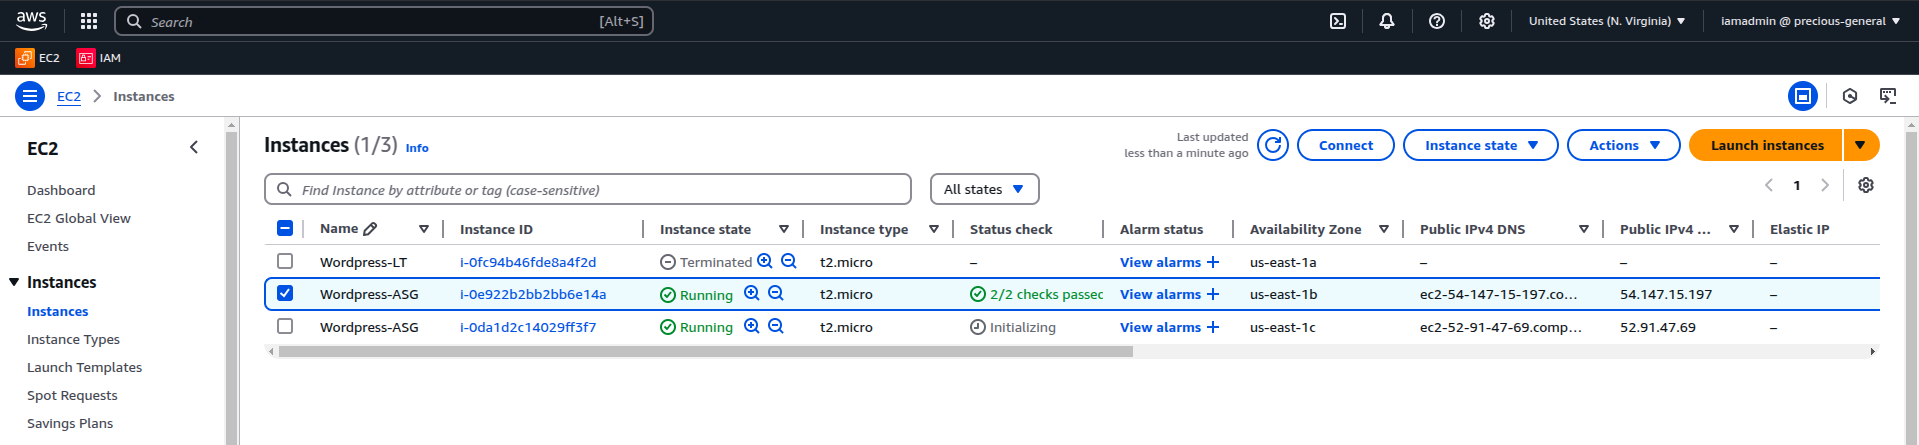 aws
Search [Alt+S]
United States (N. Virginia)
iamadmin @ precious-general
EC2
IAM
EC2 > Instances
EC2
Dashboard
EC2 Global View
Events
Instances
Instances
Instance Types
Launch Templates
Spot Requests
Savings Plans
Instances (1/3) Info
Last updated
less than a minute ago
Connect
Instance state
Actions
Launch instances
Find Instance by attribute or tag (case-sensitive)
All states
1
Name Instance ID Instance state Instance type Status check Alarm status Availability Zone Public IPv4 DNS Public IPv4 ... Elastic IP
Wordpress-LT i-0fc94b46fde8a4f2d Terminated t2.micro – View alarms + us-east-1a – – –
Wordpress-ASG i-0e922b2bb2bb6e14a Running t2.micro 2/2 checks passec View alarms + us-east-1b ec2-54-147-15-197.co... 54.147.15.197 –
Wordpress-ASG i-0da1d2c14029ff3f7 Running t2.micro Initializing View alarms + us-east-1c ec2-52-91-47-69.comp... 52.91.47.69 –